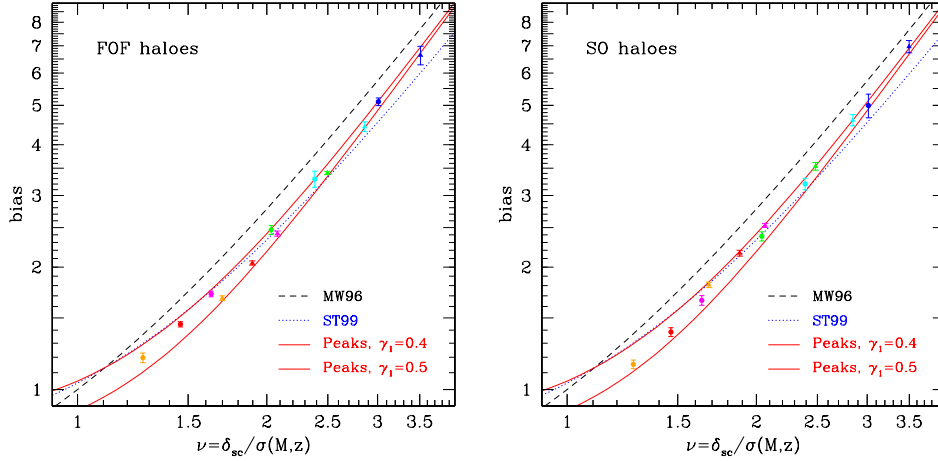 FOF haloes
8
7
6
5
4
3
2
1
bias
MW96
ST99
Peaks, γ₁=0.4
Peaks, γ₁=0.5
1 1.5 2 2.5 3 3.5
ν=δsc/σ(M,z)
SO haloes
8
7
6
5
4
3
2
1
bias
MW96
ST99
Peaks, γ₁=0.4
Peaks, γ₁=0.5
1 1.5 2 2.5 3 3.5
ν=δsc/σ(M,z)